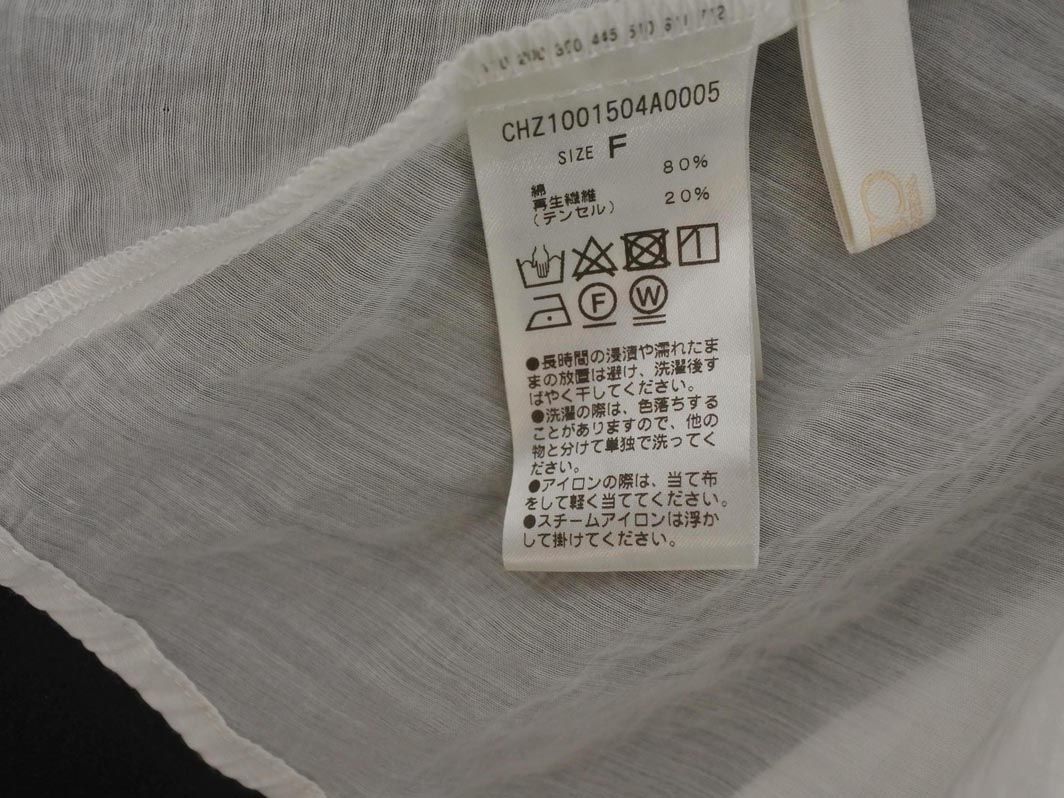 CHZ1001504A0005
SIZE F
綿 80%
再生繊維 20%
(テンセル)
F W
●長時間の浸漬や濡れたま
まの放置は避け、洗濯後す
ばやく干してください。
●洗濯の際は、色落ちする
ことがありますので、他の
物と分けて単独で洗ってく
ださい。
●アイロンの際は、当て布
をして軽く当ててください。
●スチームアイロンは浮か
して掛けてください。